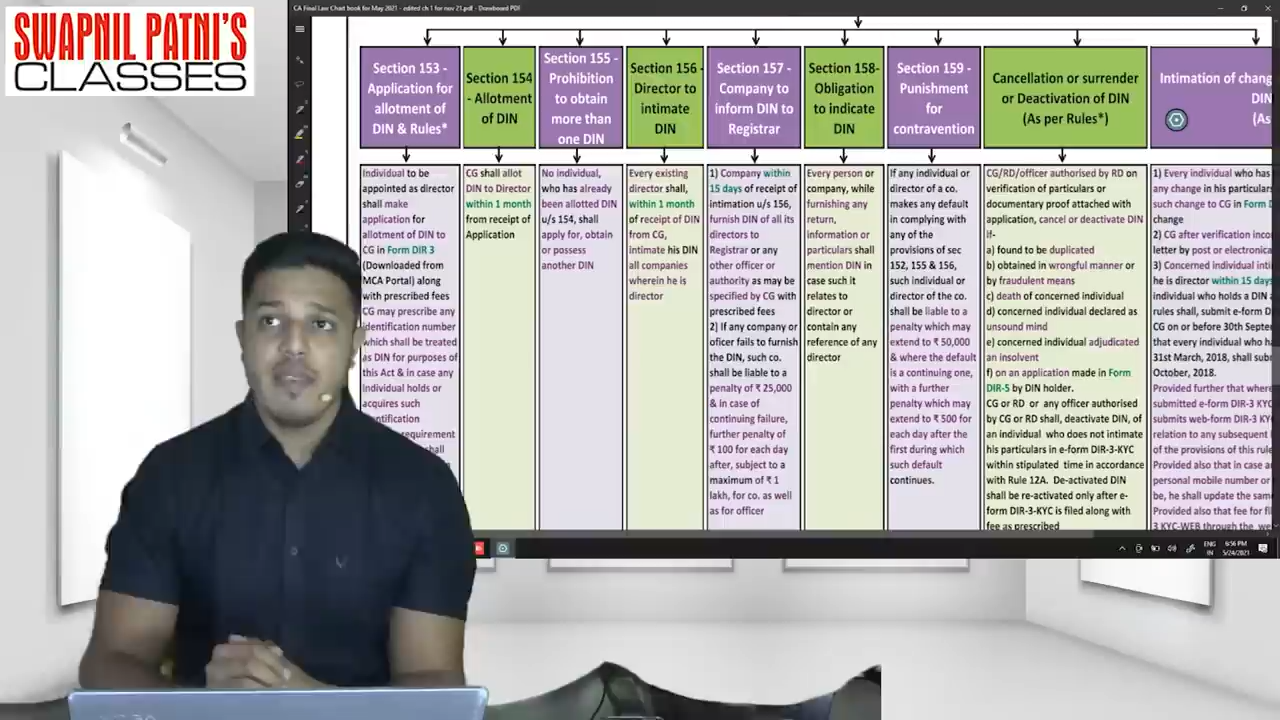 SWAPNIL PATNI'S
CLASSES
CA Final Law Chart book for May 2021 - edited ch 1 for nov 21.pdf - Drawboard PDF
Section 153 -
Application for
allotment of
DIN & Rules*
Section 154
- Allotment
of DIN
Section 155 -
Prohibition
to obtain
more than
one DIN
Section 156 -
Director to
intimate
DIN
Section 157 -
Company to
inform DIN to
Registrar
Section 158-
Obligation
to indicate
DIN
Section 159 -
Punishment
for
contravention
Cancellation or surrender
or Deactivation of DIN
(As per Rules*)
Intimation of chang
DIN
(As
Individual to be
appointed as director
shall make
application for
allotment of DIN to
CG in Form DIR 3
(Downloaded from
MCA Portal) along
with prescribed fees
CG may prescribe any
identification number
which shall be treated
as DIN for purposes of
this Act & in case any
individual holds or
acquires such
entification
requirement
shall
CG shall allot
DIN to Director
within 1 month
from receipt of
Application
No individual,
who has already
been allotted DIN
u/s 154, shall
apply for, obtain
or possess
another DIN
Every existing
director shall,
within 1 month
of receipt of DIN
from CG,
intimate his DIN
all companies
wherein he is
director
1) Company within
15 days of receipt of
intimation u/s 156,
furnish DIN of all its
directors to
Registrar or any
other officer or
authority as may be
specified by CG with
prescribed fees
2) If any company or
oficer fails to furnish
the DIN, such co.
shall be liable to a
penalty of ₹ 25,000
& in case of
continuing failure,
further penalty of
₹ 100 for each day
after, subject to a
maximum of ₹ 1
lakh, for co. as well
as for officer
Every person or
company, while
furnishing any
return,
information or
particulars shall
mention DIN in
case such it
relates to
director or
contain any
reference of any
director
If any individual or
director of a co.
makes any default
in complying with
any of the
provisions of sec
152, 155 & 156,
such individual or
director of the co.
shall be liable to a
penalty which may
extend to ₹ 50,000
& where the default
is a continuing one,
with a further
penalty which may
extend to ₹ 500 for
each day after the
first during which
such default
continues.
CG/RD/officer authorised by RD on
verification of particulars or
documentary proof attached with
application, cancel or deactivate DIN
if-
a) found to be duplicated
b) obtained in wrongful manner or
by fraudulent means
c) death of concerned individual
d) concerned individual declared as
unsound mind
e) concerned individual adjudicated
an insolvent
f) on an application made in Form
DIR-5 by DIN holder.
CG or RD or any officer authorised
by CG or RD shall, deactivate DIN, of
an individual who does not intimate
his particulars in e-form DIR-3-KYC
within stipulated time in accordance
with Rule 12A. De-activated DIN
shall be re-activated only after e-
form DIR-3-KYC is filed along with
fee as prescribed
1) Every individual who has
any change in his particulars
such change to CG in Form D
change
2) CG after verification inco
letter by post or electronica
3) Concerned individual inti
he is director within 15 days
individual who holds a DIN a
rules shall, submit e-form D
CG on or before 30th Septem
that every individual who ha
31st March, 2018, shall sub
October, 2018.
Provided further that where
submitted e-form DIR-3 KYC
submits web-form DIR-3 KYC
relation to any subsequent
of the provisions of this rule
Provided also that in case a
personal mobile number or
be, he shall update the same
Provided also that fee for fil
3 KYC-WEB through the we
ENG
IN
6:56 PM
5/24/2021